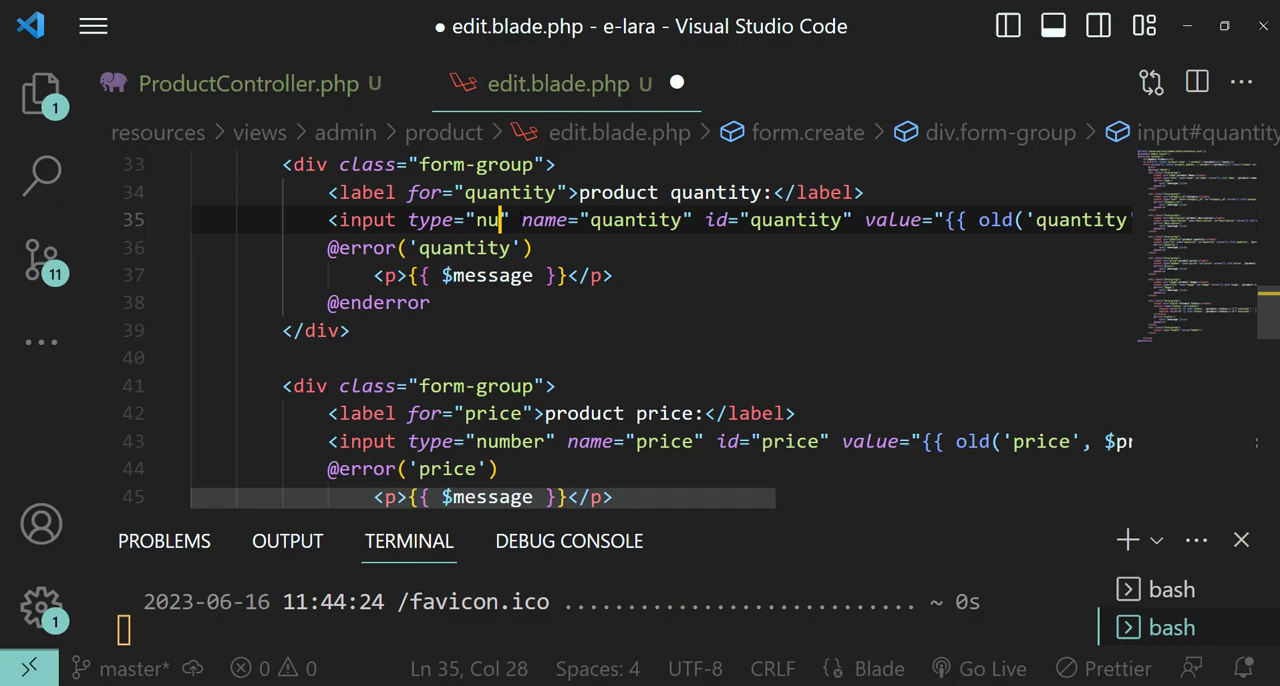 ● edit.blade.php - e-lara - Visual Studio Code
ProductController.php U
edit.blade.php U
resources > views > admin > product > edit.blade.php > form.create > div.form-group > input#quantity
33 <div class="form-group">
34 <label for="quantity">product quantity:</label>
35 <input type="nu" name="quantity" id="quantity" value="{{ old('quantity'
36 @error('quantity')
37 <p>{{ $message }}</p>
38 @enderror
39 </div>
40
41 <div class="form-group">
42 <label for="price">product price:</label>
43 <input type="number" name="price" id="price" value="{{ old('price', $pr
44 @error('price')
45 <p>{{ $message }}</p>
1
11
1
PROBLEMS OUTPUT TERMINAL DEBUG CONSOLE
2023-06-16 11:44:24 /favicon.ico ............................ ~ 0s
bash
bash
master* 0 0 Ln 35, Col 28 Spaces: 4 UTF-8 CRLF Blade Go Live Prettier